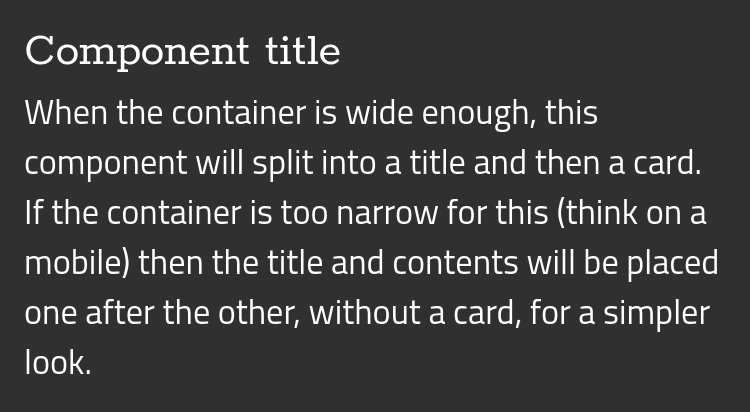 Component title
When the container is wide enough, this
component will split into a title and then a card.
If the container is too narrow for this (think on a
mobile) then the title and contents will be placed
one after the other, without a card, for a simpler
look.